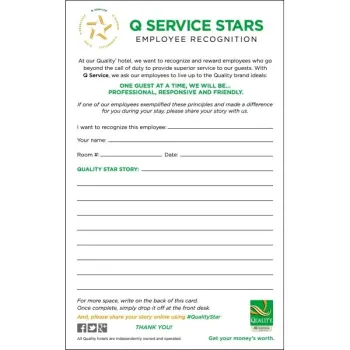 Q SERVICE STARS
EMPLOYEE RECOGNITION
At our Quality® hotel, we want to recognize and reward employees who go
beyond the call of duty to provide superior service to our guests. With
Q Service, we ask our employees to live up to the Quality brand ideals:
ONE GUEST AT A TIME, WE WILL BE...
PROFESSIONAL, RESPONSIVE AND FRIENDLY.
If one of our employees exemplified these principles and made a difference
for you during your stay, please share your story with us.
I want to recognize this employee:
Your name:
Room #: Date:
QUALITY STAR STORY:
For more space, write on the back of this card.
Once complete, simply drop it off at the front desk.
And, please share your story online using #QualityStar
THANK YOU!
All Quality hotels are independently owned and operated.
QUALITY
Get your money's worth.